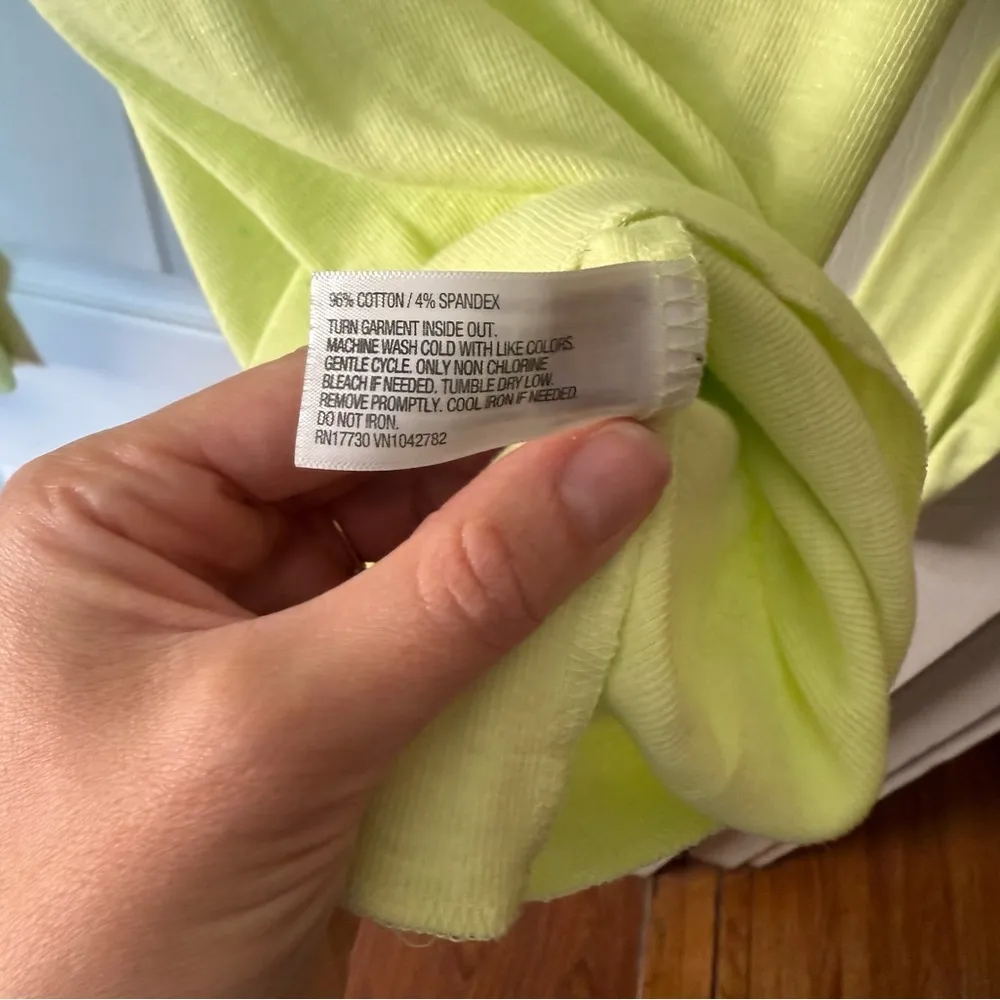 96% COTTON / 4% SPANDEX
TURN GARMENT INSIDE OUT.
MACHINE WASH COLD WITH LIKE COLORS.
GENTLE CYCLE. ONLY NON CHLORINE
BLEACH IF NEEDED. TUMBLE DRY LOW.
REMOVE PROMPTLY. COOL IRON IF NEEDED.
DO NOT IRON.
RN17730 VN1042782